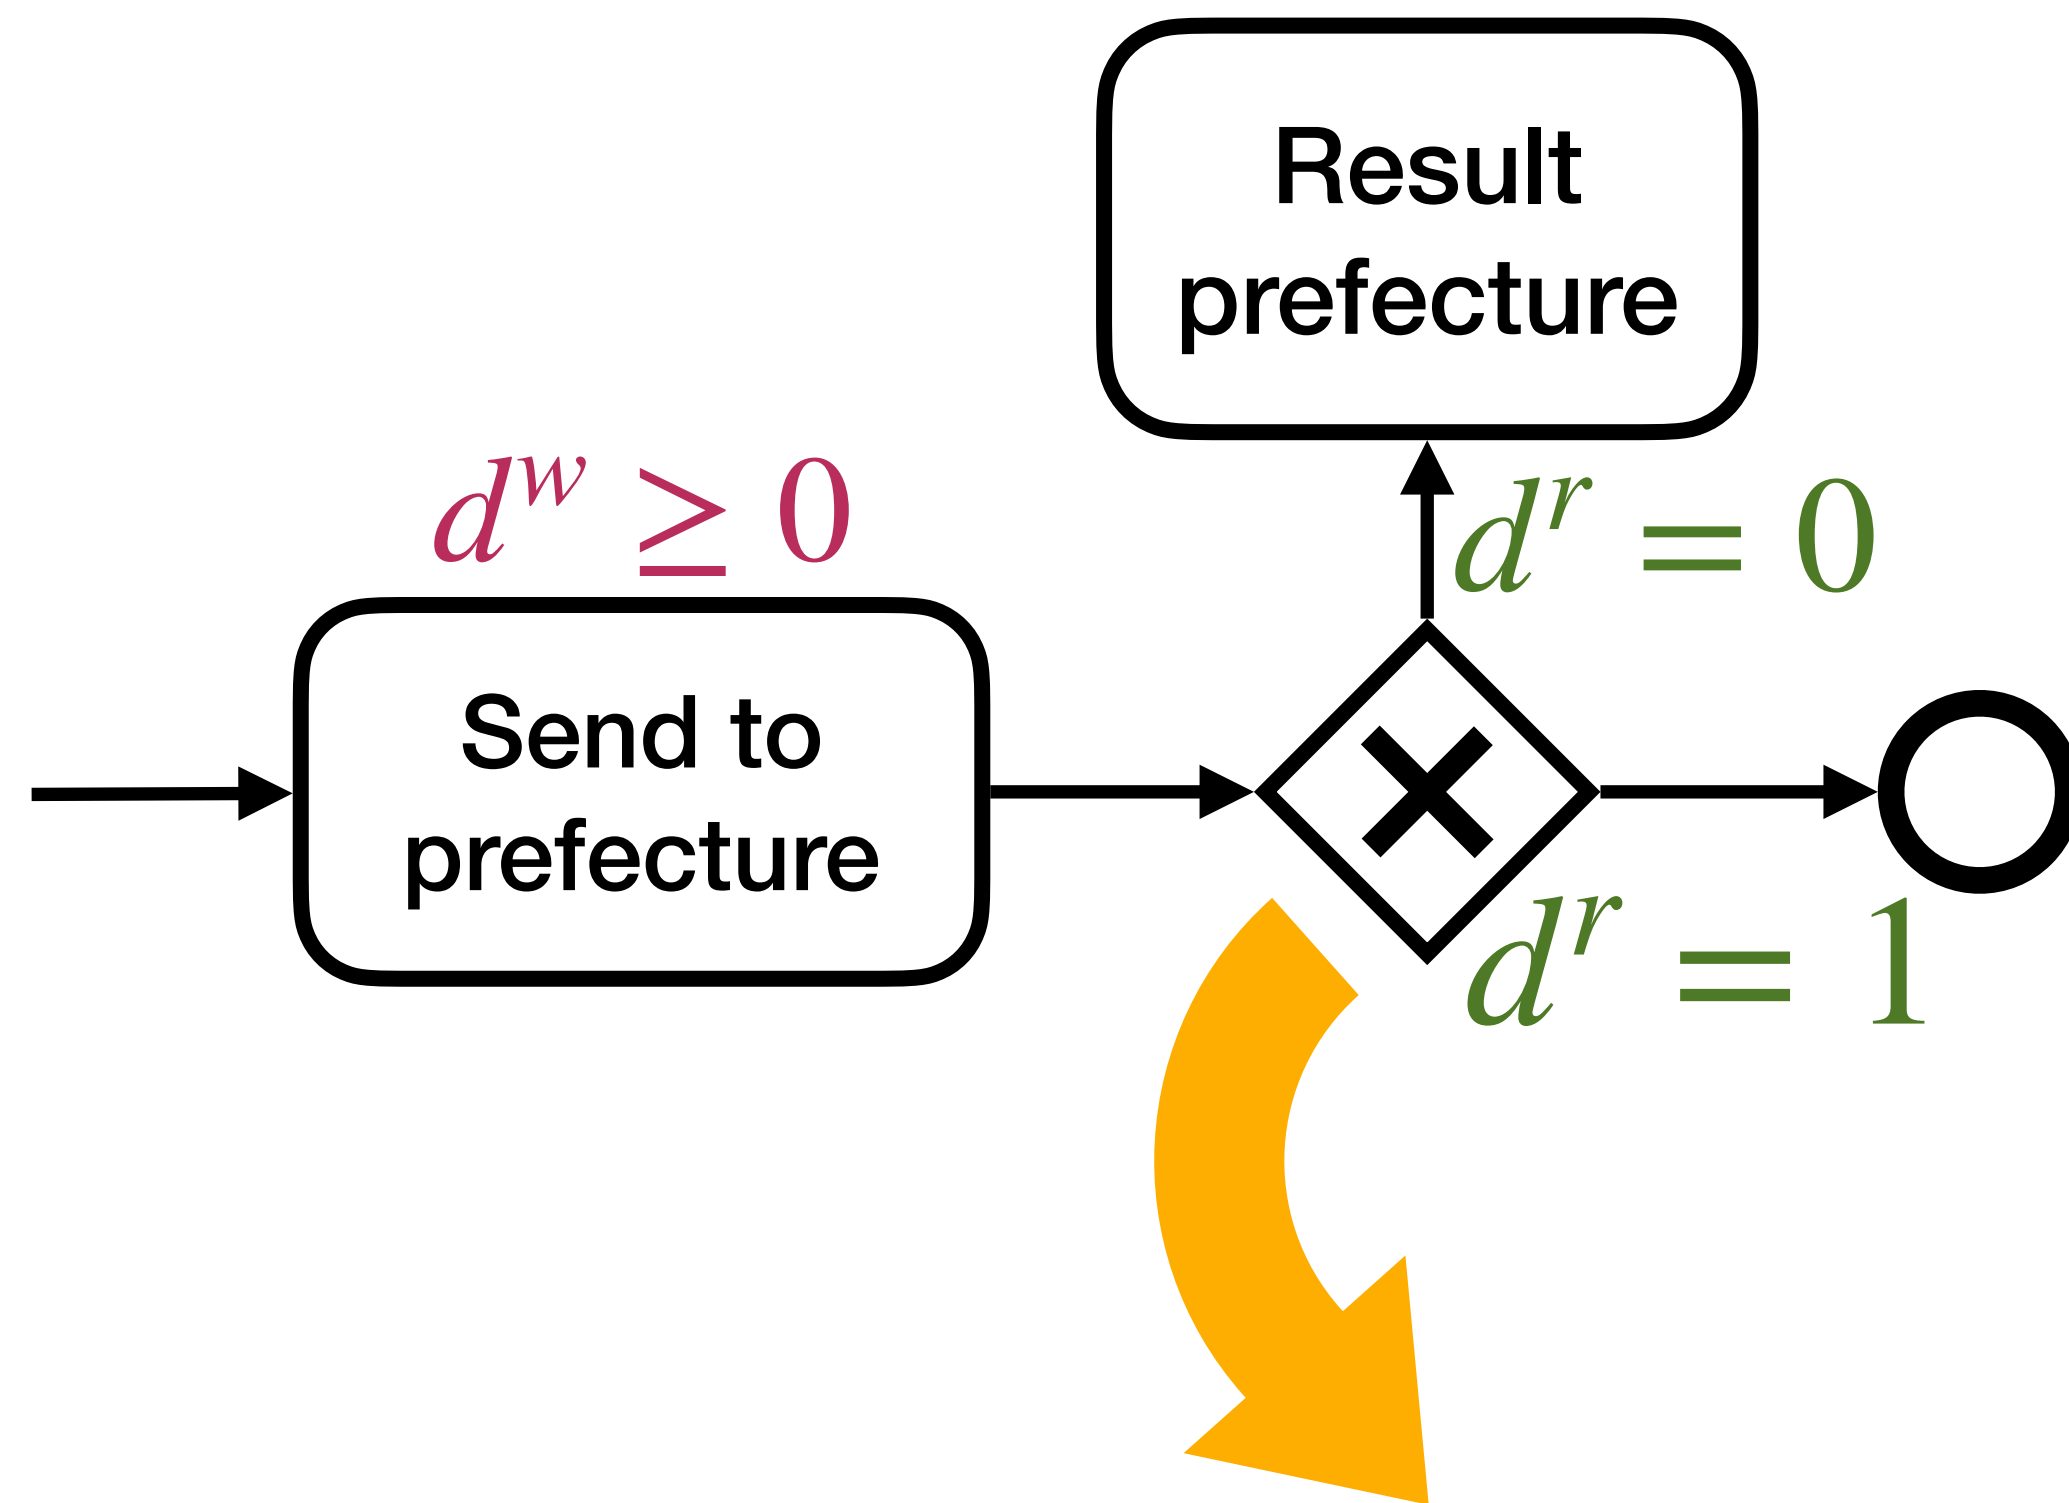 Result
prefecture
d^w ≥ 0
d^r = 0
Send to
prefecture
d^r = 1